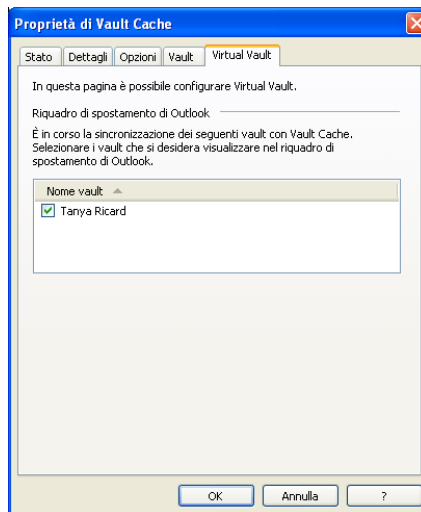 Proprietà di Vault Cache
Stato Dettagli Opzioni Vault Virtual Vault
In questa pagina è possibile configurare Virtual Vault.
Riquadro di spostamento di Outlook
È in corso la sincronizzazione dei seguenti vault con Vault Cache.
Selezionare i vault che si desidera visualizzare nel riquadro di
spostamento di Outlook.
Nome vault
Tanya Ricard
OK Annulla ?